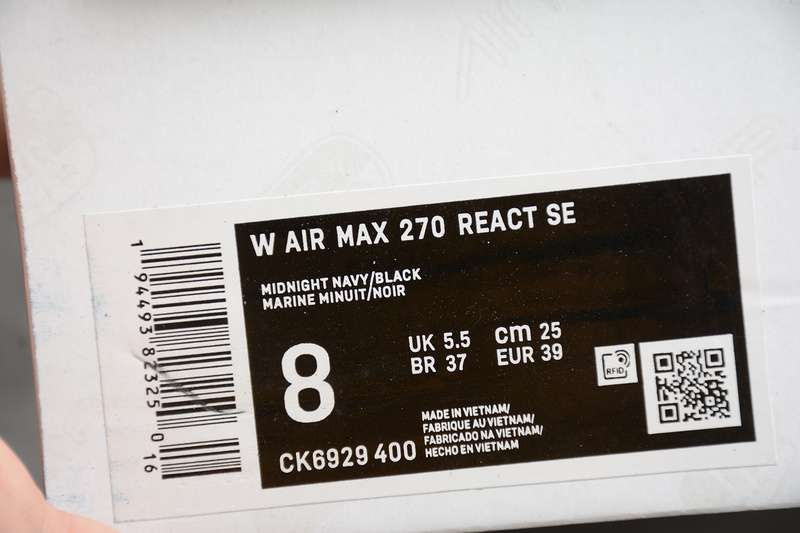 W AIR MAX 270 REACT SE
MIDNIGHT NAVY/BLACK
MARINE MINUIT/NOIR
8
UK 5.5 cm 25
BR 37 EUR 39
RFID
MADE IN VIETNAM/
FABRIQUE AU VIETNAM/
FABRICADO NA VIETNAM/
HECHO EN VIETNAM
CK6929 400
1 94493 82325 016